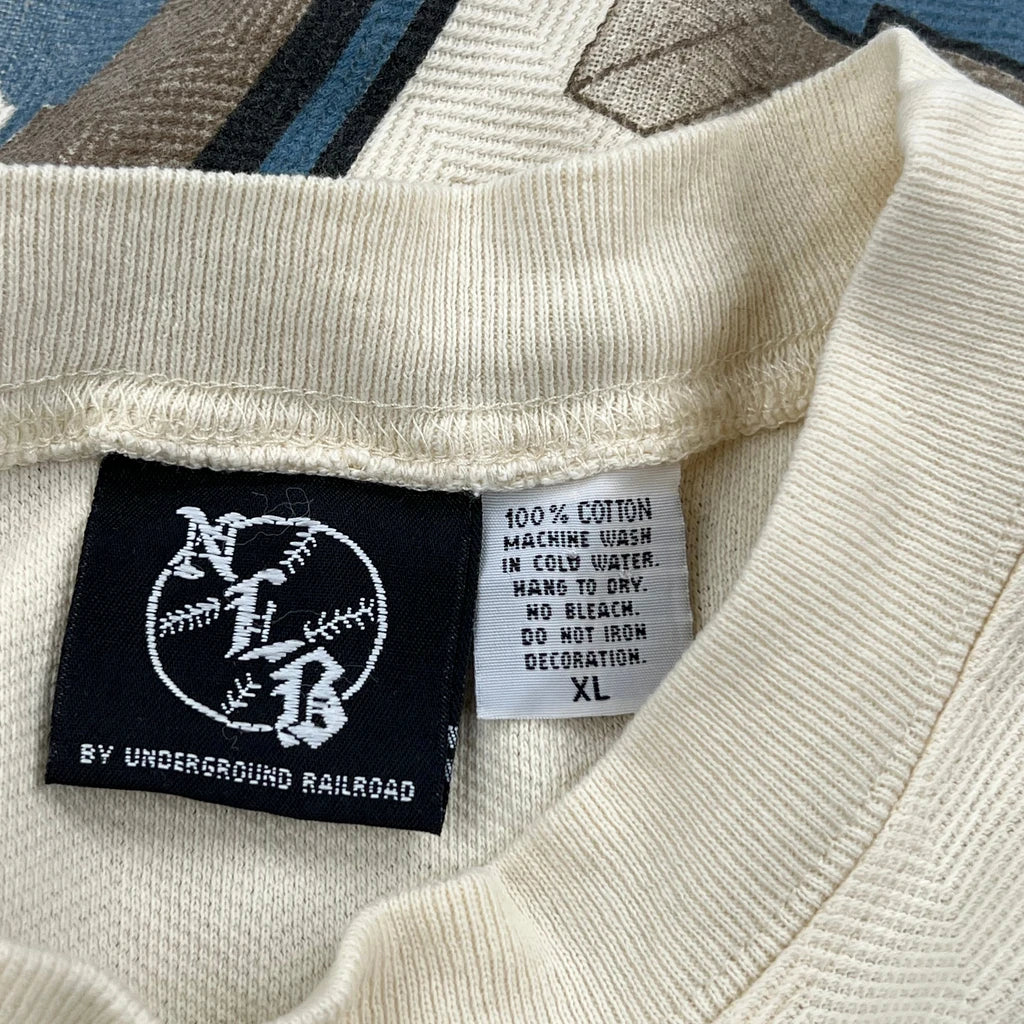 NLB
BY UNDERGROUND RAILROAD
100% COTTON
MACHINE WASH
IN COLD WATER.
HANG TO DRY.
NO BLEACH.
DO NOT IRON
DECORATION.
XL